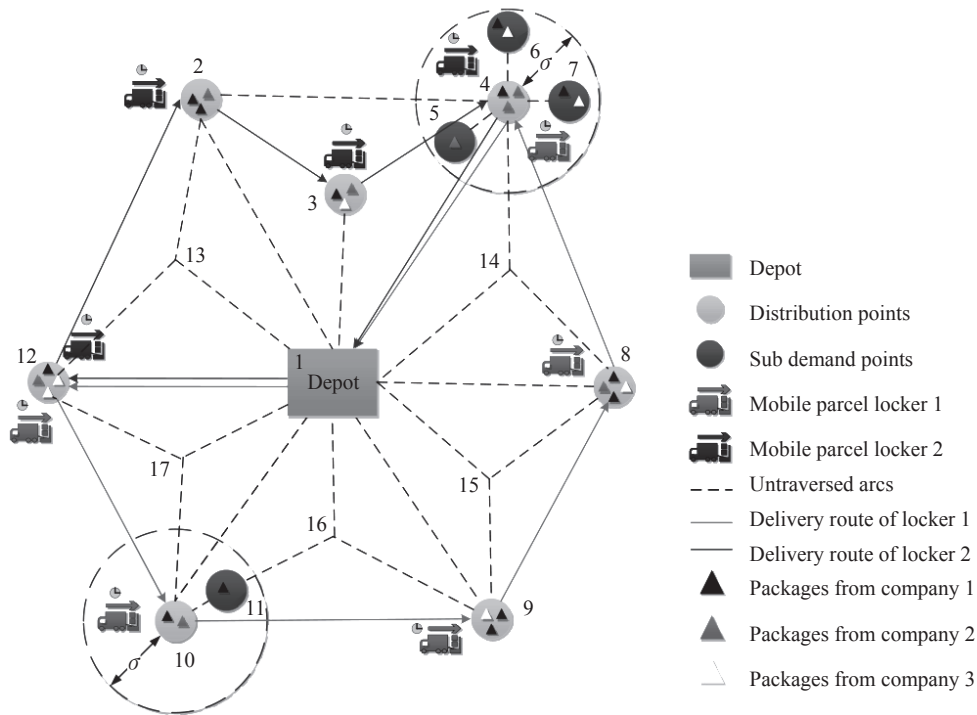 6
σ
7
2
4
5
3
13
14
12
1
Depot
8
17
15
16
11
9
10
σ
Depot
Distribution points
Sub demand points
Mobile parcel locker 1
Mobile parcel locker 2
Untraversed arcs
Delivery route of locker 1
Delivery route of locker 2
Packages from company 1
Packages from company 2
Packages from company 3